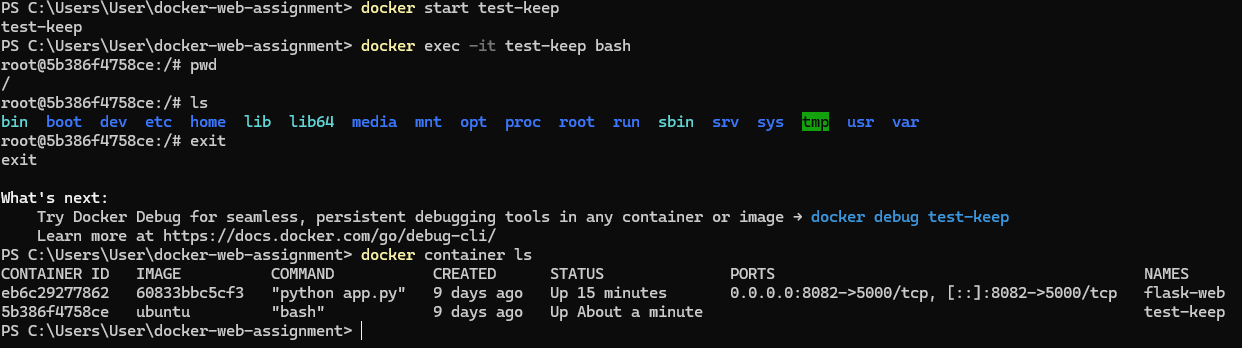 PS C:\Users\User\docker-web-assignment> docker start test-keep
test-keep
PS C:\Users\User\docker-web-assignment> docker exec -it test-keep bash
root@5b386f4758ce:/# pwd
/
root@5b386f4758ce:/# ls
bin  boot  dev  etc  home  lib  lib64  media  mnt  opt  proc  root  run  sbin  srv  sys  tmp  usr  var
root@5b386f4758ce:/# exit
exit

What's next:
    Try Docker Debug for seamless, persistent debugging tools in any container or image → docker debug test-keep
    Learn more at https://docs.docker.com/go/debug-cli/
PS C:\Users\User\docker-web-assignment> docker container ls
CONTAINER ID   IMAGE          COMMAND           CREATED      STATUS              PORTS                                         NAMES
eb6c29277862   60833bbc5cf3   "python app.py"   9 days ago   Up 15 minutes       0.0.0.0:8082->5000/tcp, [::]:8082->5000/tcp   flask-web
5b386f4758ce   ubuntu         "bash"            9 days ago   Up About a minute                                                 test-keep
PS C:\Users\User\docker-web-assignment>